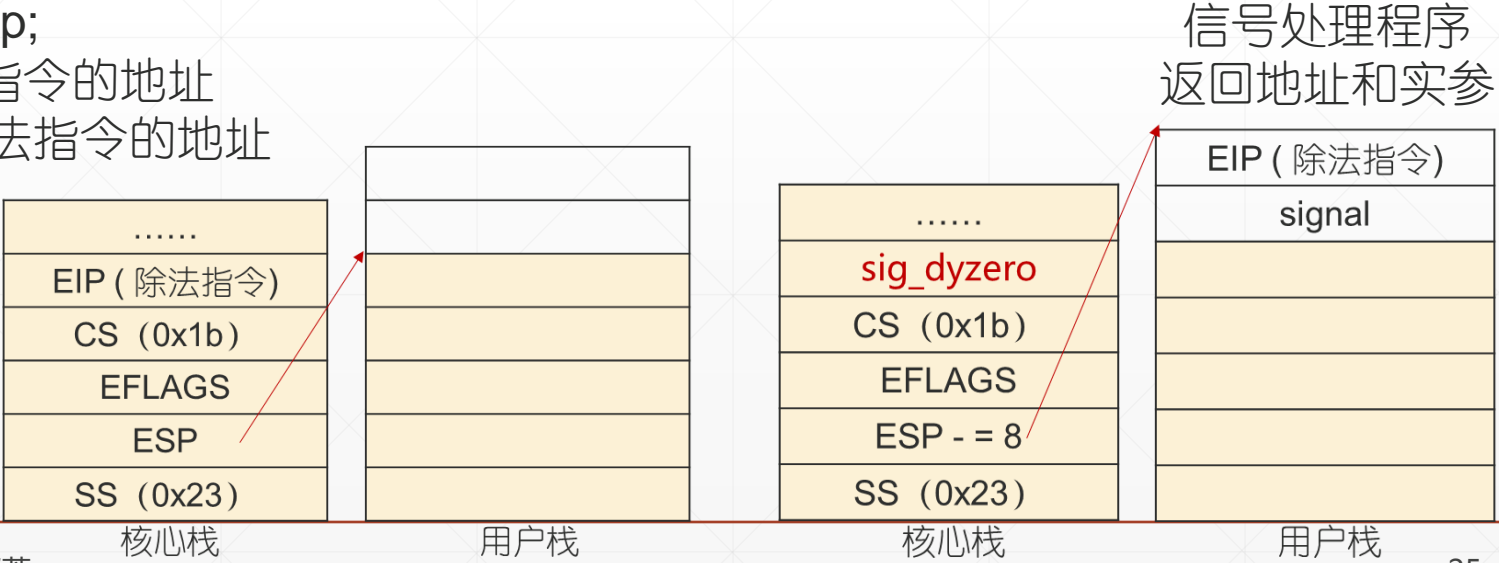 p;
指令的地址
法指令的地址
信号处理程序
返回地址和实参
……
EIP ( 除法指令)
CS（0x1b）
EFLAGS
ESP
SS（0x23）
核心栈
用户栈
……
sig_dyzero
CS（0x1b）
EFLAGS
ESP - = 8
SS（0x23）
核心栈
EIP ( 除法指令)
signal
用户栈